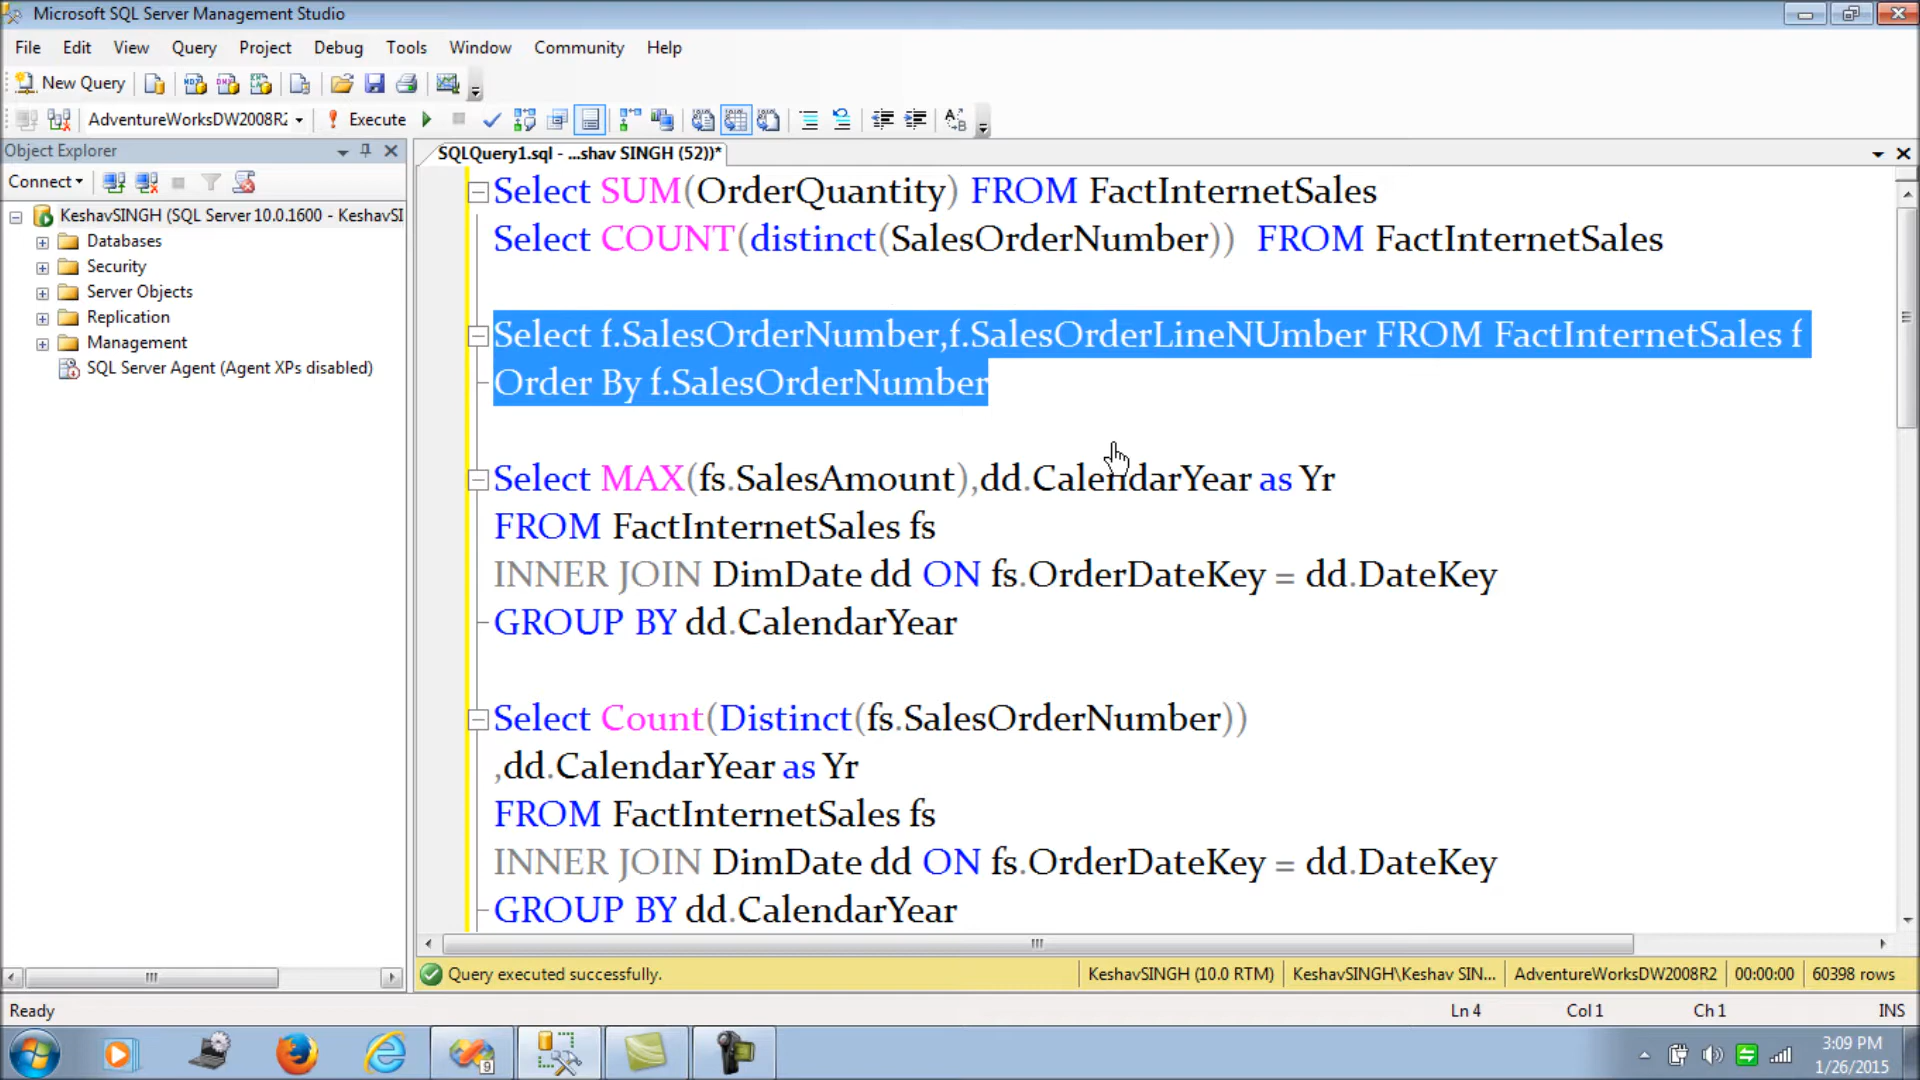 Microsoft SQL Server Management Studio
File Edit View Query Project Debug Tools Window Community Help
New Query
AdventureWorksDW2008R2 Execute
Object Explorer
SQLQuery1.sql - ...shav SINGH (52))*
Connect
KeshavSINGH (SQL Server 10.0.1600 - KeshavSI
Databases
Security
Server Objects
Replication
Management
SQL Server Agent (Agent XPs disabled)
Select SUM(OrderQuantity) FROM FactInternetSales
Select COUNT(distinct(SalesOrderNumber)) FROM FactInternetSales
Select f.SalesOrderNumber,f.SalesOrderLineNUmber FROM FactInternetSales f
Order By f.SalesOrderNumber
Select MAX(fs.SalesAmount),dd.CalendarYear as Yr
FROM FactInternetSales fs
INNER JOIN DimDate dd ON fs.OrderDateKey = dd.DateKey
GROUP BY dd.CalendarYear
Select Count(Distinct(fs.SalesOrderNumber))
,dd.CalendarYear as Yr
FROM FactInternetSales fs
INNER JOIN DimDate dd ON fs.OrderDateKey = dd.DateKey
GROUP BY dd.CalendarYear
Query executed successfully. KeshavSINGH (10.0 RTM) KeshavSINGH\Keshav SIN... AdventureWorksDW2008R2 00:00:00 60398 rows
Ready Ln 4 Col 1 Ch 1 INS
3:09 PM
1/26/2015